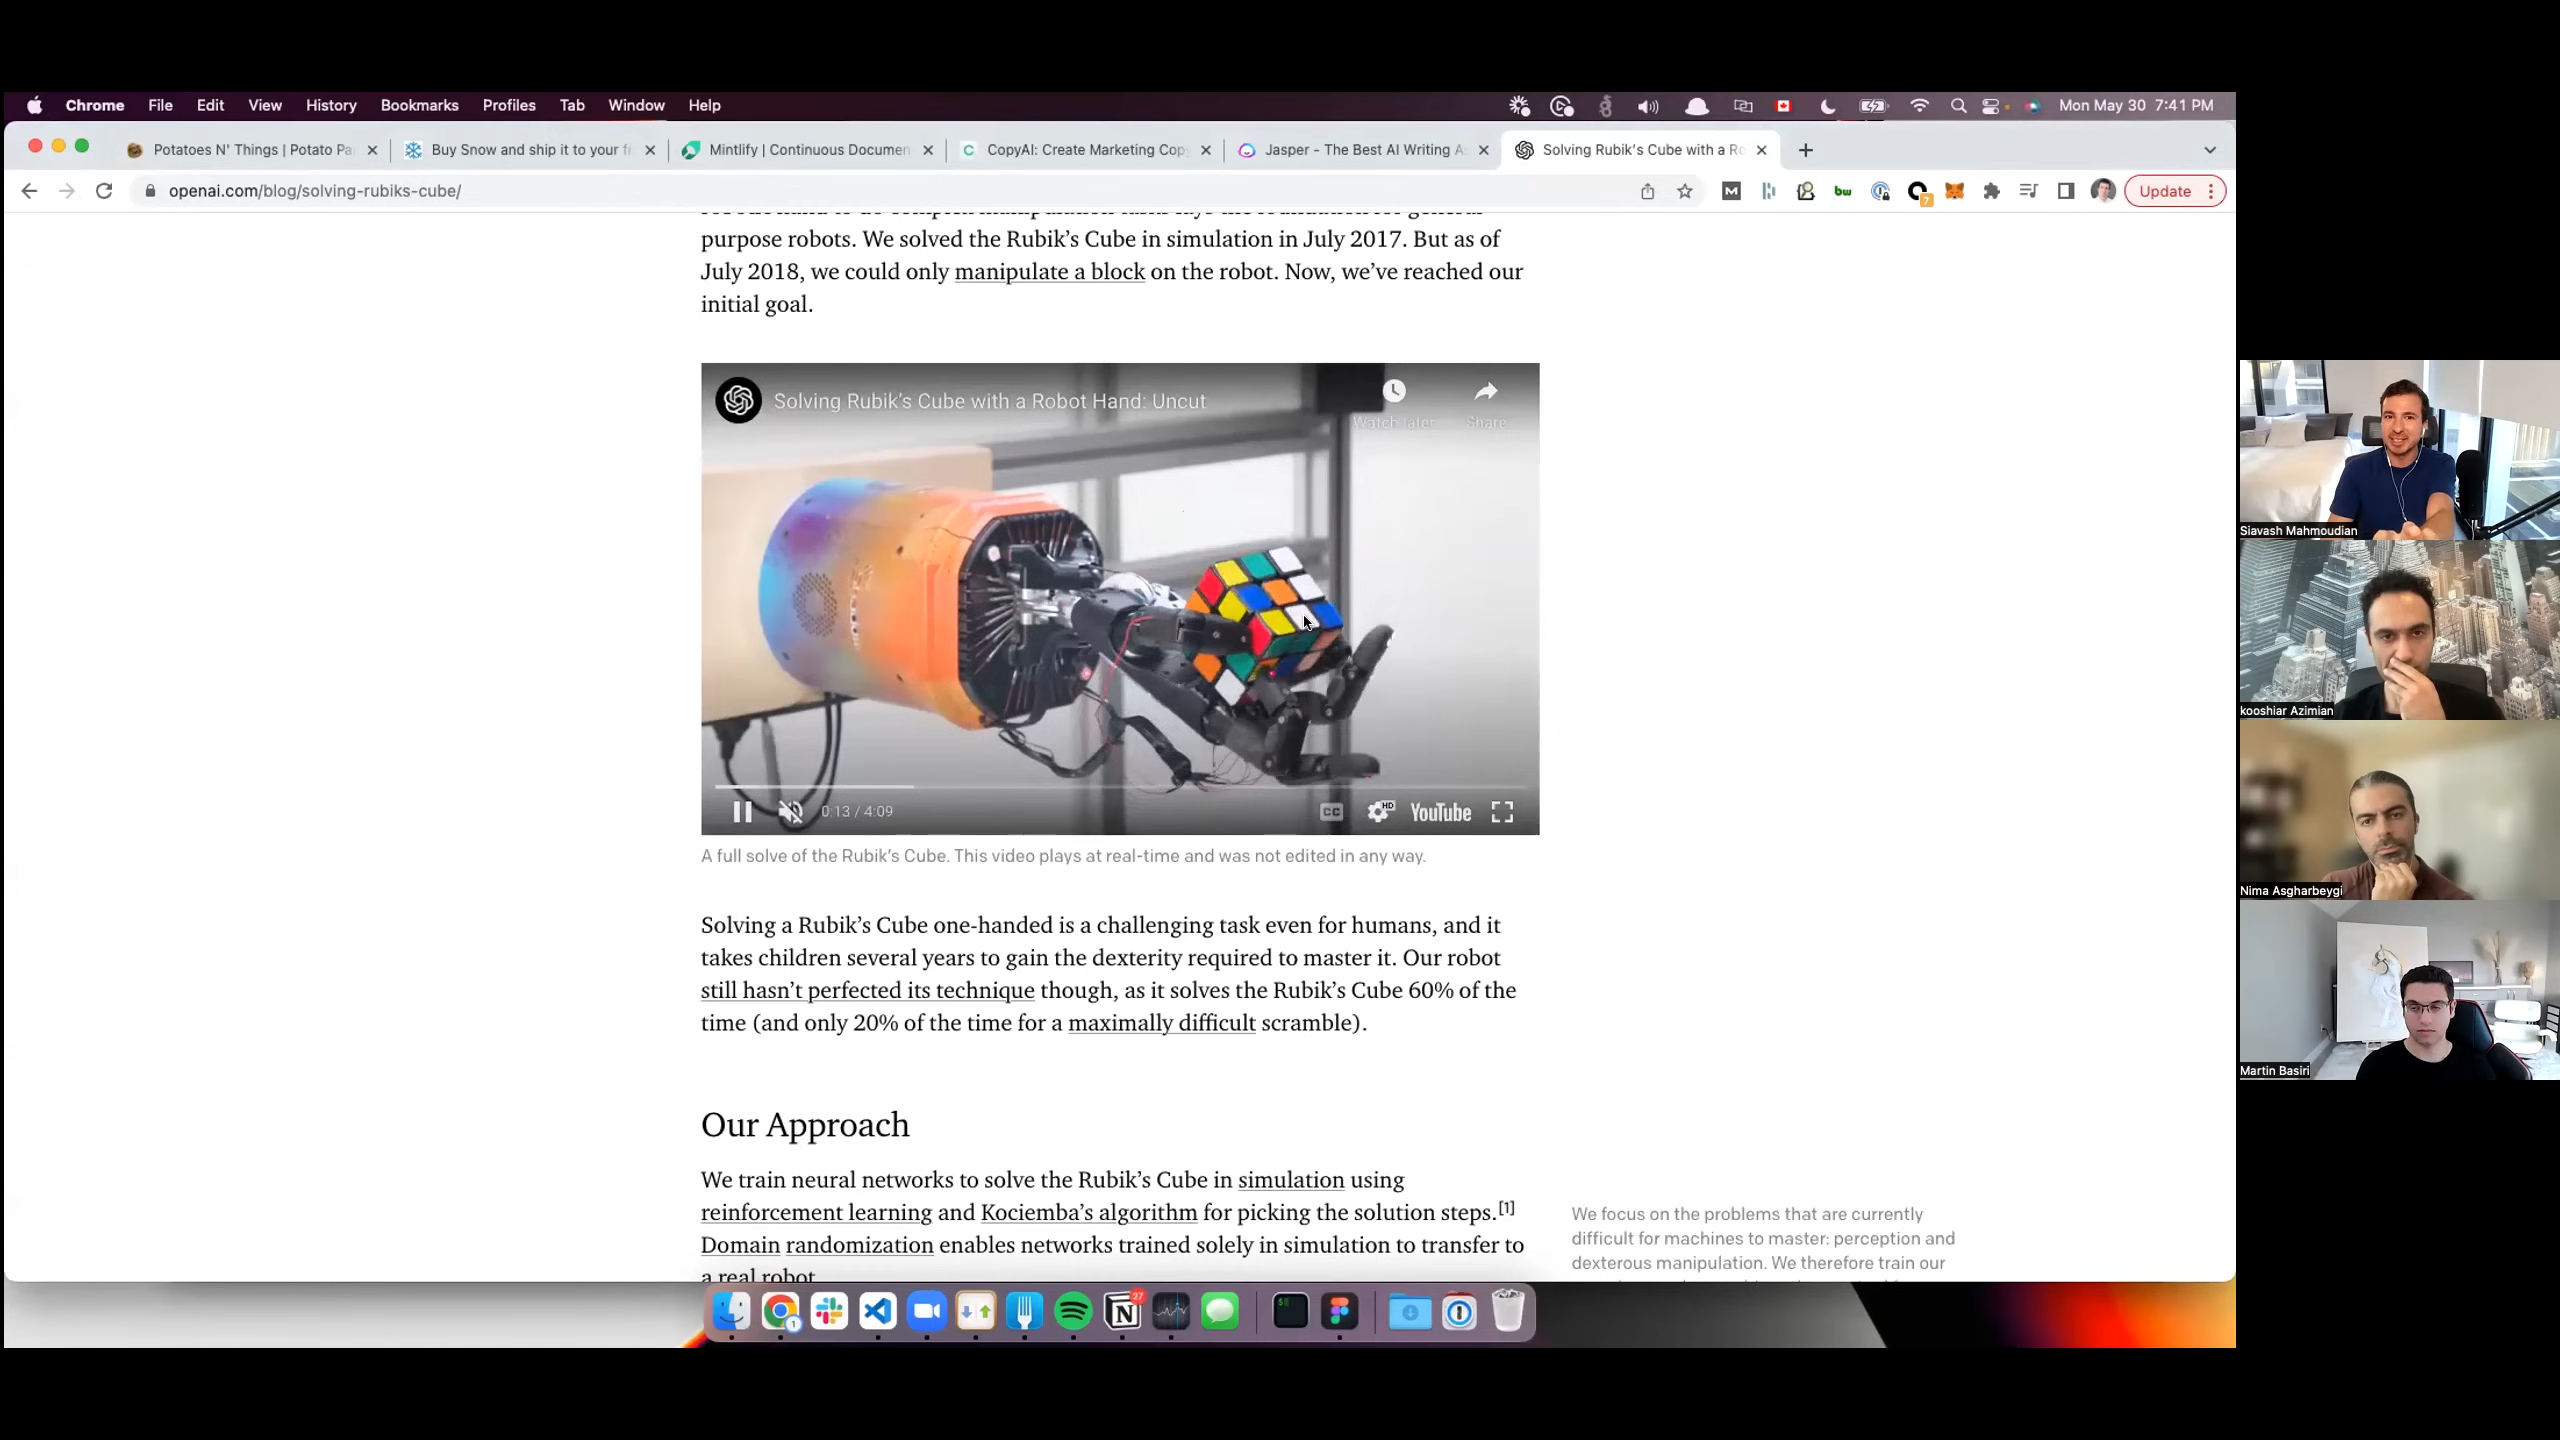 Chrome File Edit View History Bookmarks Profiles Tab Window Help Mon May 30 7:41 PM
Potatoes N' Things | Potato Pa Buy Snow and ship it to your f Mintlify | Continuous Documen CopyAI: Create Marketing Cop Jasper - The Best AI Writing A Solving Rubik's Cube with a Ro
openai.com/blog/solving-rubiks-cube/ bw 7 Update
purpose robots. We solved the Rubik's Cube in simulation in July 2017. But as of
July 2018, we could only manipulate a block on the robot. Now, we've reached our
initial goal.
Solving Rubik's Cube with a Robot Hand: Uncut
Watch later Share
0:13 / 4:09 CC HD YouTube
A full solve of the Rubik's Cube. This video plays at real-time and was not edited in any way.
Solving a Rubik's Cube one-handed is a challenging task even for humans, and it
takes children several years to gain the dexterity required to master it. Our robot
still hasn't perfected its technique though, as it solves the Rubik's Cube 60% of the
time (and only 20% of the time for a maximally difficult scramble).
Our Approach
We train neural networks to solve the Rubik's Cube in simulation using
reinforcement learning and Kociemba's algorithm for picking the solution steps.[1]
Domain randomization enables networks trained solely in simulation to transfer to
a real robot
We focus on the problems that are currently
difficult for machines to master: perception and
dexterous manipulation. We therefore train our
27
1
Siavash Mahmoudian
kooshiar Azimian
Nima Asgharbeygi
Martin Basiri